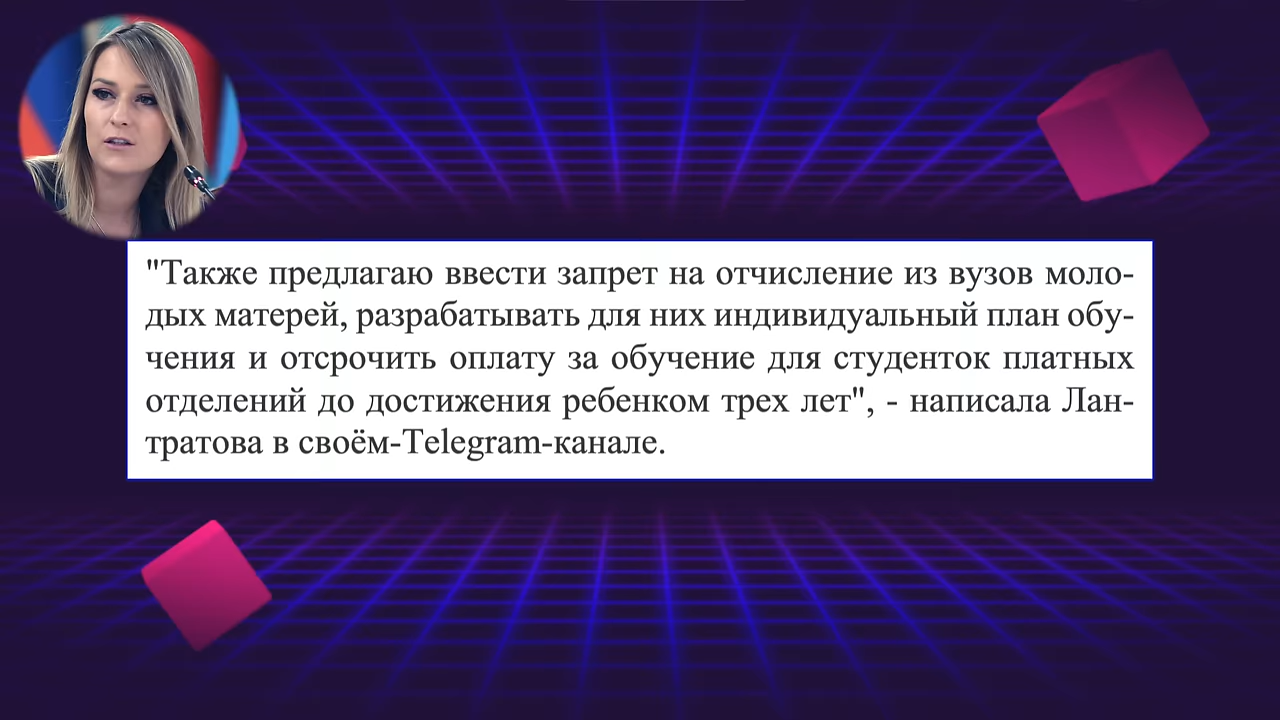 "Также предлагаю ввести запрет на отчисление из вузов моло-
дых матерей, разрабатывать для них индивидуальный план обу-
чения и отсрочить оплату за обучение для студенток платных
отделений до достижения ребенком трех лет", - написала Лан-
тратова в своём-Telegram-канале.